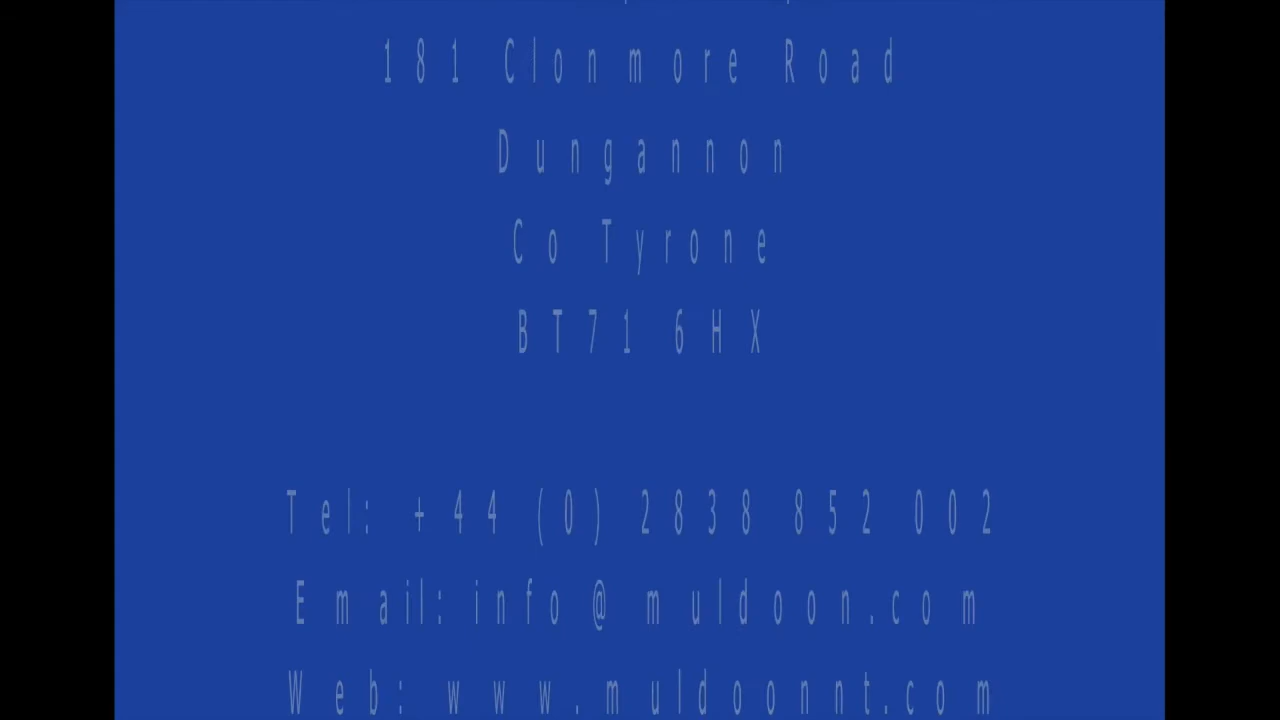 181 Clonmore Road
Dungannon
Co Tyrone
BT71 6HX
Tel: +44 (0) 2838 852 002
Email: info@muldoon.com
Web: www.muldoonnt.com